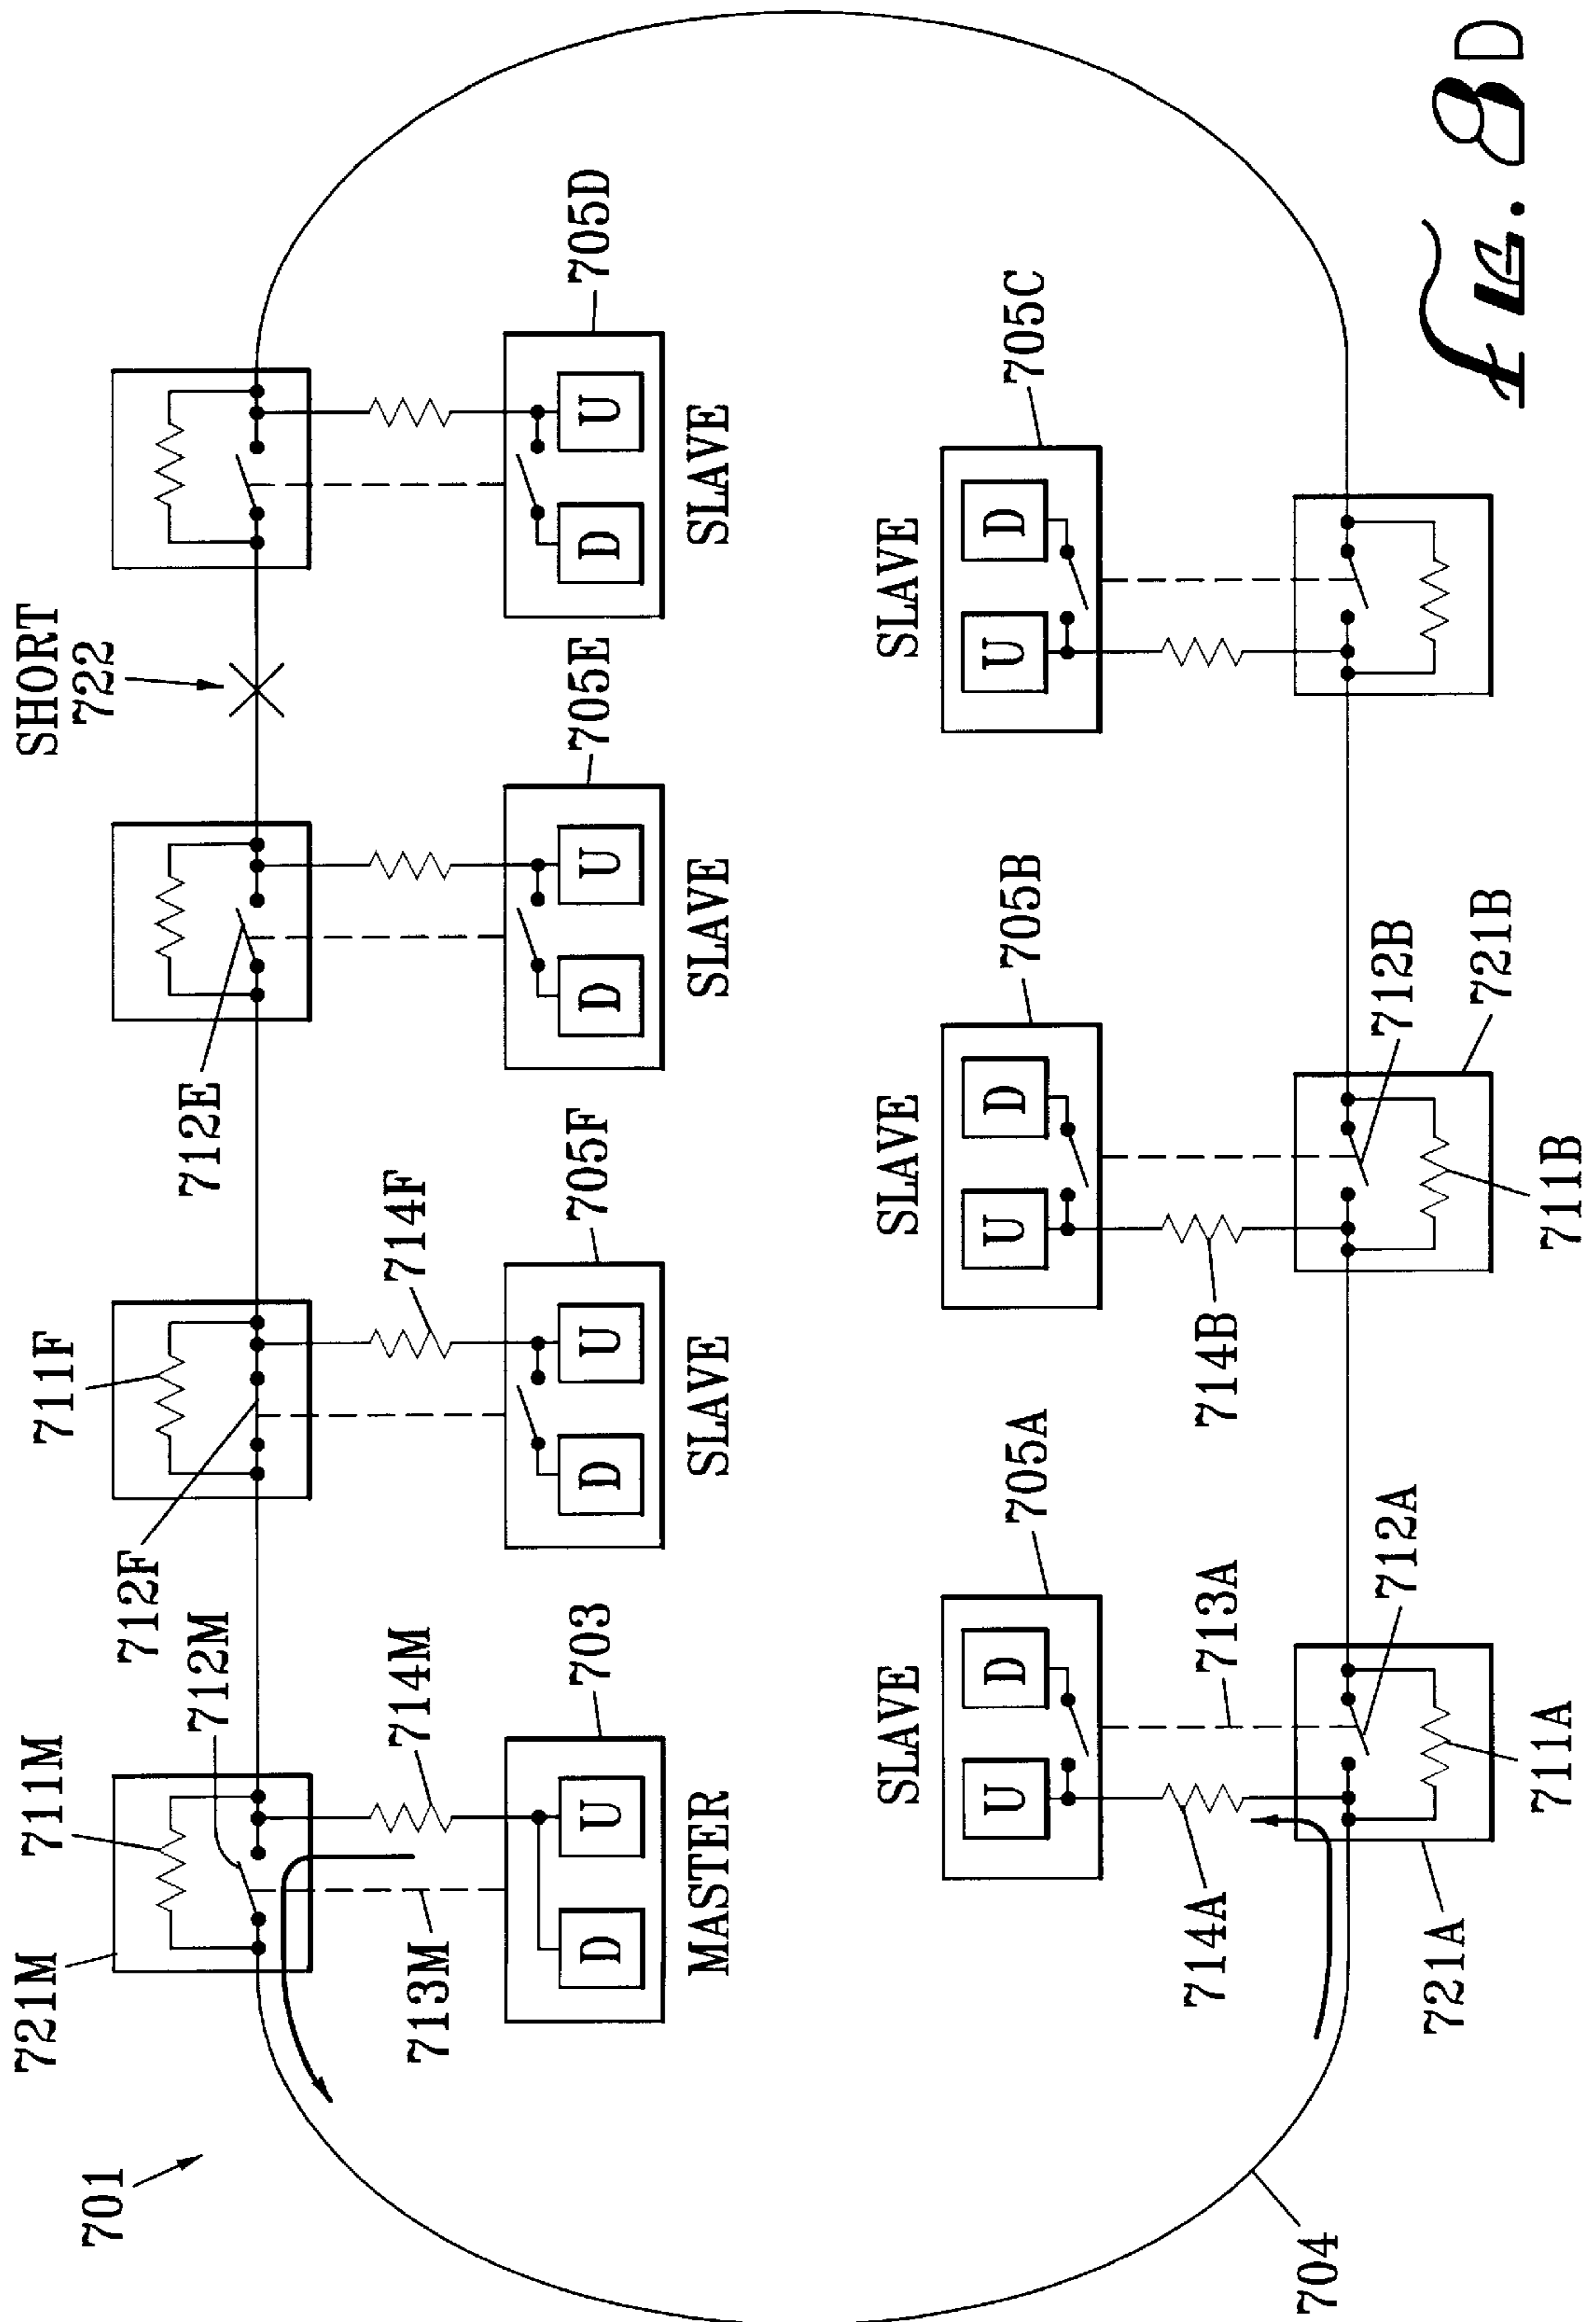 701
721M
711M
712M
714M
713M
703
D
U
MASTER
712F
711F
714F
705F
D
U
SLAVE
712E
705E
D
U
SLAVE
SHORT
722
705D
D
U
SLAVE
704
SLAVE
705A
U
D
714A
713A
712A
721A
711A
SLAVE
705B
U
D
714B
712B
721B
711B
SLAVE
705C
U
D
FIG. 8D